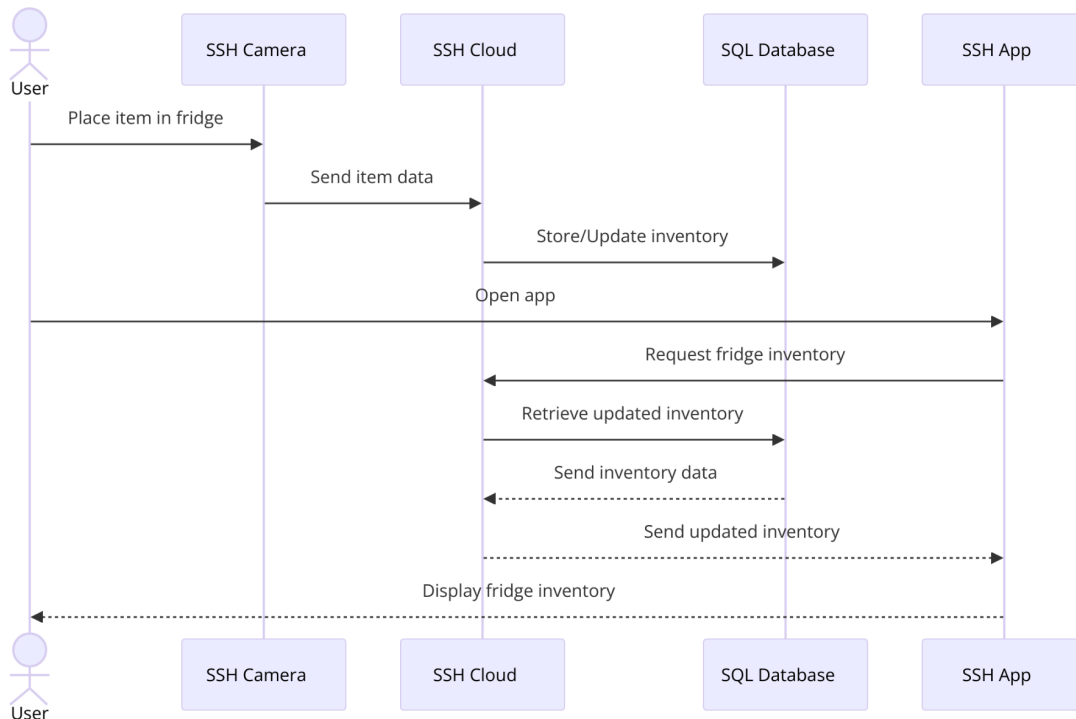 SSH Camera
SSH Cloud
SQL Database
SSH App
User
Place item in fridge
Send item data
Store/Update inventory
Open app
Request fridge inventory
Retrieve updated inventory
Send inventory data
Send updated inventory
Display fridge inventory
SSH Camera
SSH Cloud
SQL Database
SSH App
User